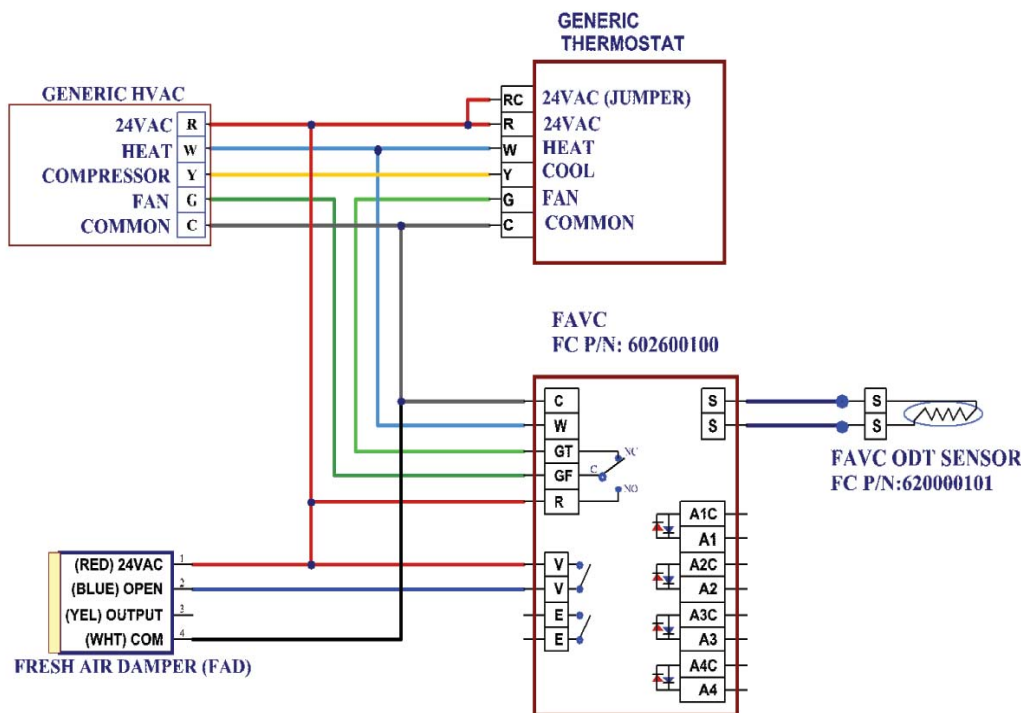 GENERIC
THERMOSTAT
GENERIC HVAC
24VAC R
HEAT W
COMPRESSOR Y
FAN G
COMMON C
RC 24VAC (JUMPER)
R 24VAC
W HEAT
Y COOL
G FAN
C COMMON
FAVC
FC P/N: 602600100
C
W
GT
GF
R
C
NC
NO
V
V
E
E
S
S
S
S
FAVC ODT SENSOR
FC P/N:620000101
A1C
A1
A2C
A2
A3C
A3
A4C
A4
(RED) 24VAC 1
(BLUE) OPEN 2
(YEL) OUTPUT 3
(WHT) COM 4
FRESH AIR DAMPER (FAD)